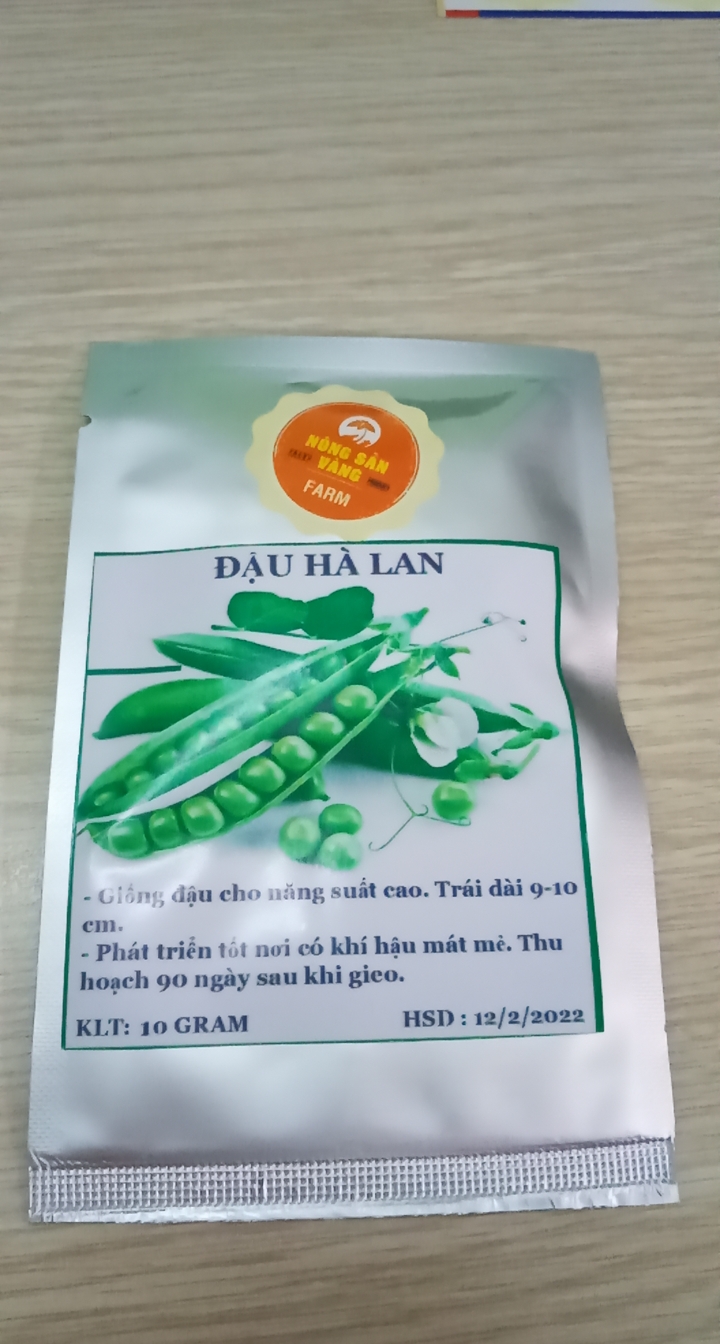 NÔNG SẢN
VÀNG
FARM
ĐẬU HÀ LAN
- Giống đậu cho năng suất cao. Trái dài 9-10
cm.
- Phát triển tốt nơi có khí hậu mát mẻ. Thu
hoạch 90 ngày sau khi gieo.
KLT: 10 GRAM
HSD : 12/2/2022